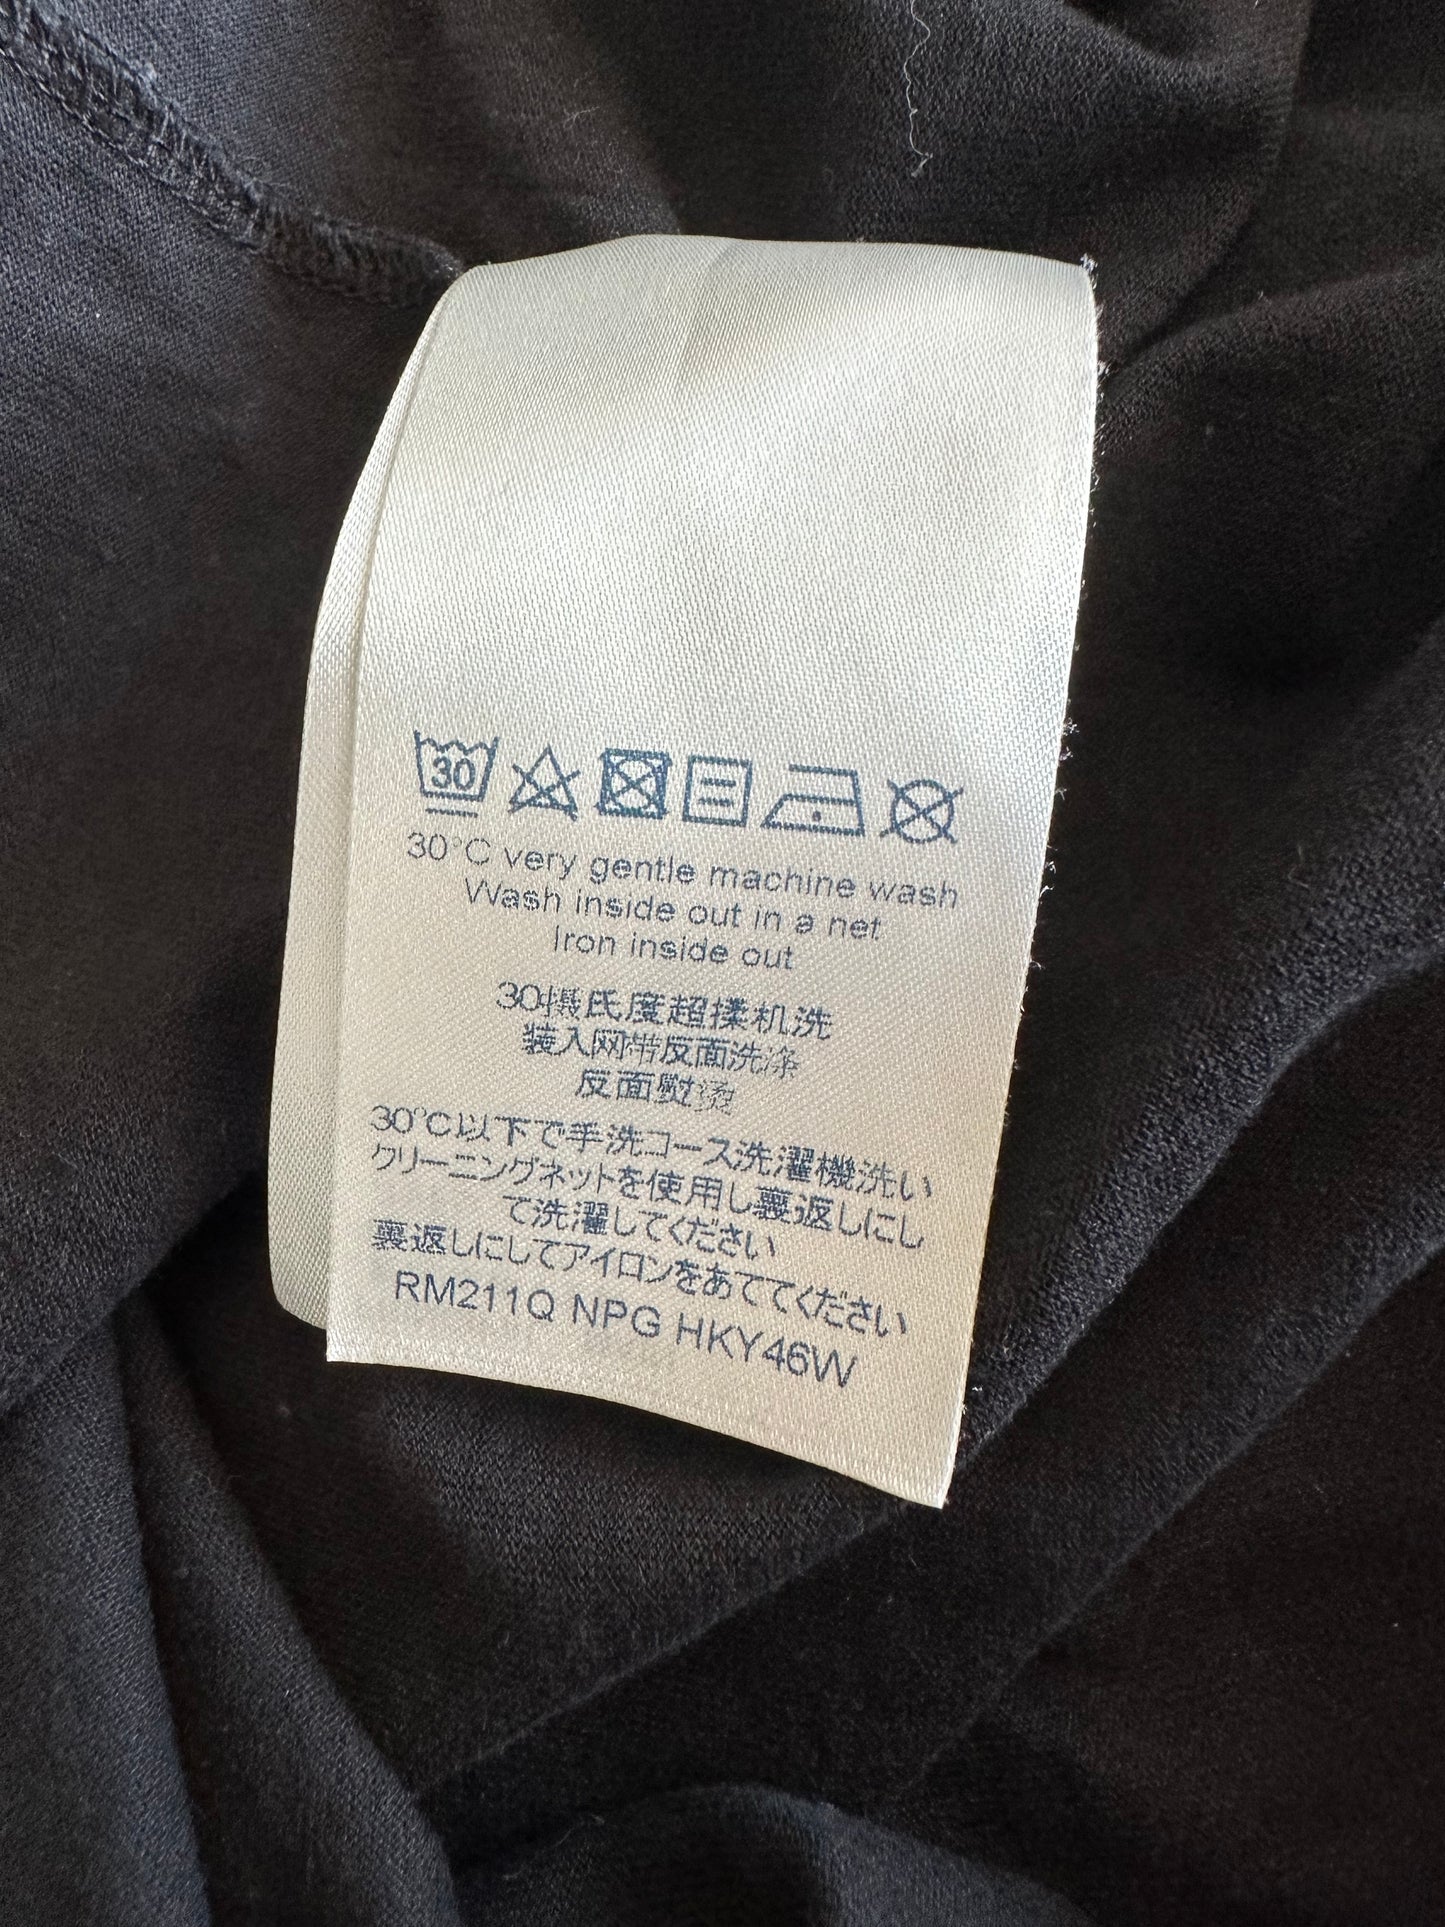 30
30°C very gentle machine wash
Wash inside out in a net
Iron inside out
30摄氏度超揉机洗
装入网带反面洗涤
反面熨烫
30℃以下で手洗コース洗濯機洗い
クリーニングネットを使用し裏返しにし
て洗濯してください
裏返しにしてアイロンをあててください
RM211Q NPG HKY46W